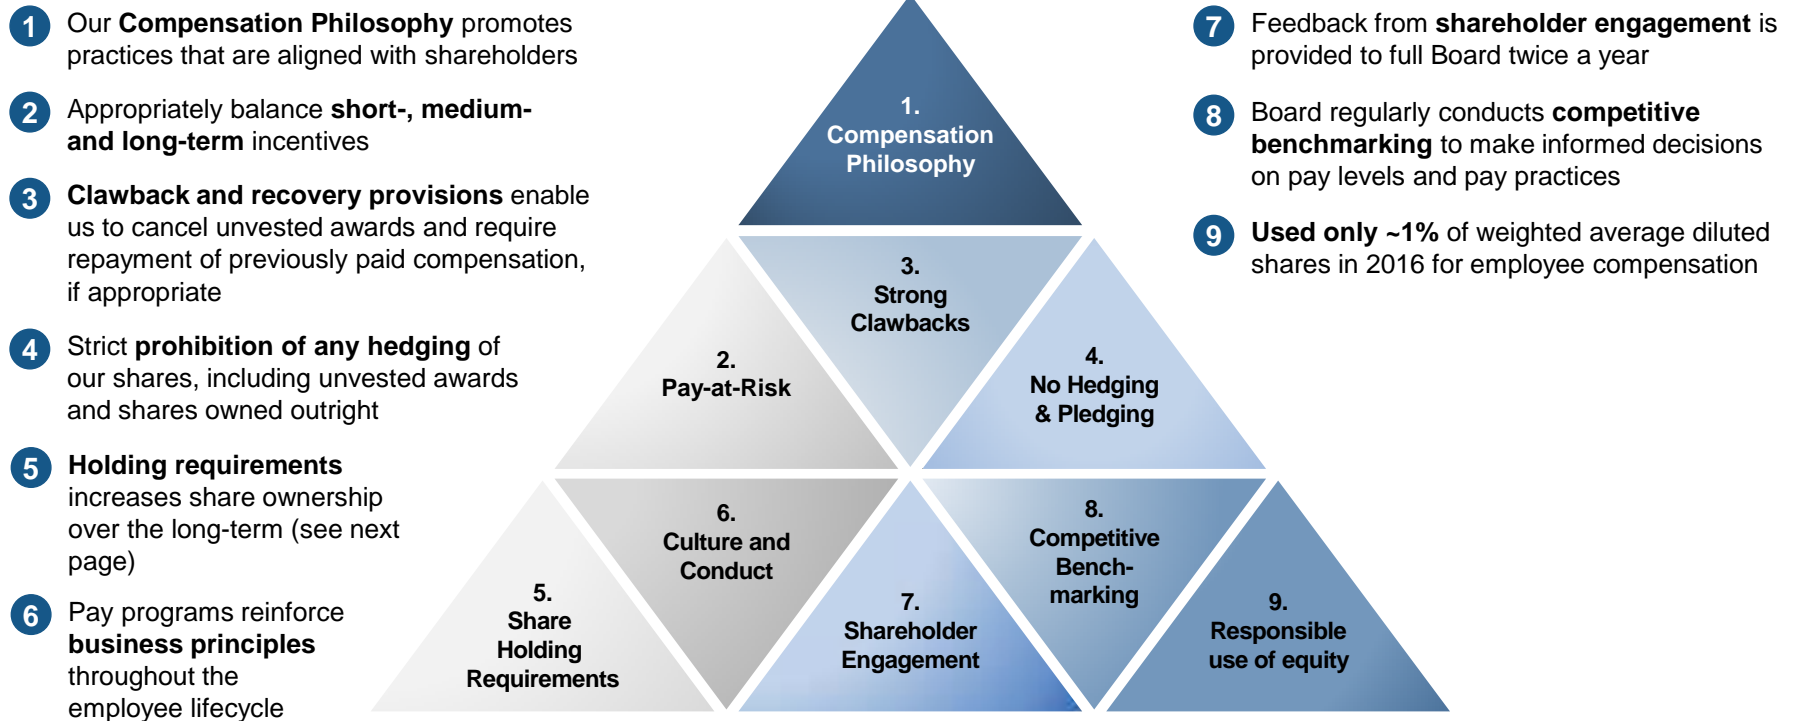 1
Our Compensation Philosophy promotes
practices that are aligned with shareholders
2
Appropriately balance short-, medium-
and long-term incentives
3
Clawback and recovery provisions enable
us to cancel unvested awards and require
repayment of previously paid compensation,
if appropriate
4
Strict prohibition of any hedging of
our shares, including unvested awards
and shares owned outright
5
Holding requirements
increases share ownership
over the long-term (see next
page)
6
Pay programs reinforce
business principles
throughout the
employee lifecycle
1.
Compensation
Philosophy
2.
Pay-at-Risk
3.
Strong
Clawbacks
4.
No Hedging
& Pledging
5.
Share
Holding
Requirements
6.
Culture and
Conduct
7.
Shareholder
Engagement
8.
Competitive
Bench-
marking
9.
Responsible
use of equity
7
Feedback from shareholder engagement is
provided to full Board twice a year
8
Board regularly conducts competitive
benchmarking to make informed decisions
on pay levels and pay practices
9
Used only ~1% of weighted average diluted
shares in 2016 for employee compensation